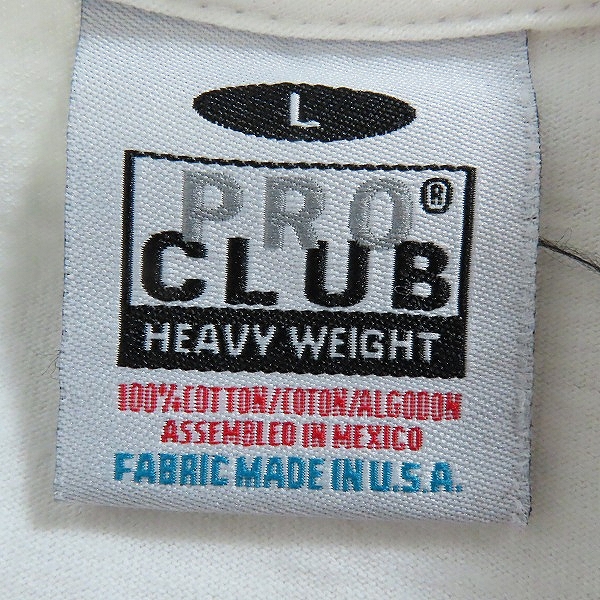 L
PRO®
CLUB
HEAVY WEIGHT
100% COTTON/COTON/ALGODON
ASSEMBLED IN MEXICO
FABRIC MADE IN U.S.A.